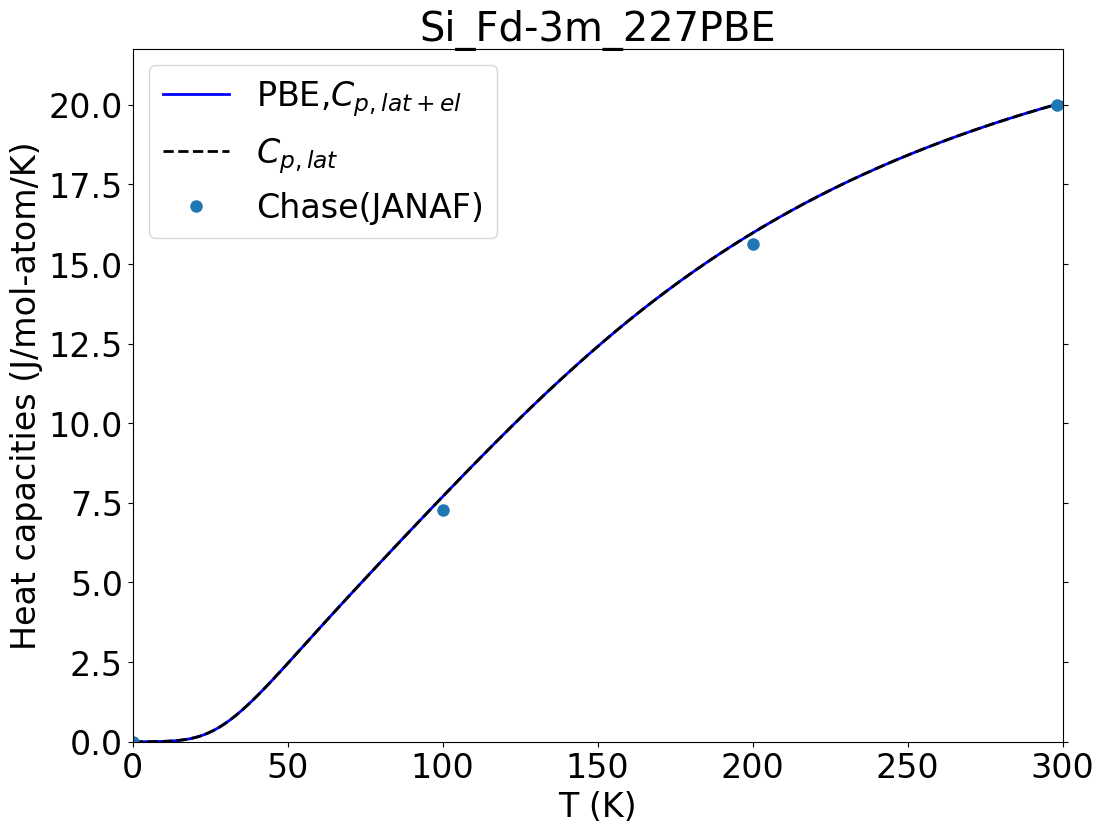 Si_Fd-3m_227PBE
PBE,C_{p,lat+el}
C_{p,lat}
Chase(JANAF)
Heat capacities (J/mol-atom/K)
20.0
17.5
15.0
12.5
10.0
7.5
5.0
2.5
0.0
0 50 100 150 200 250 300
T (K)